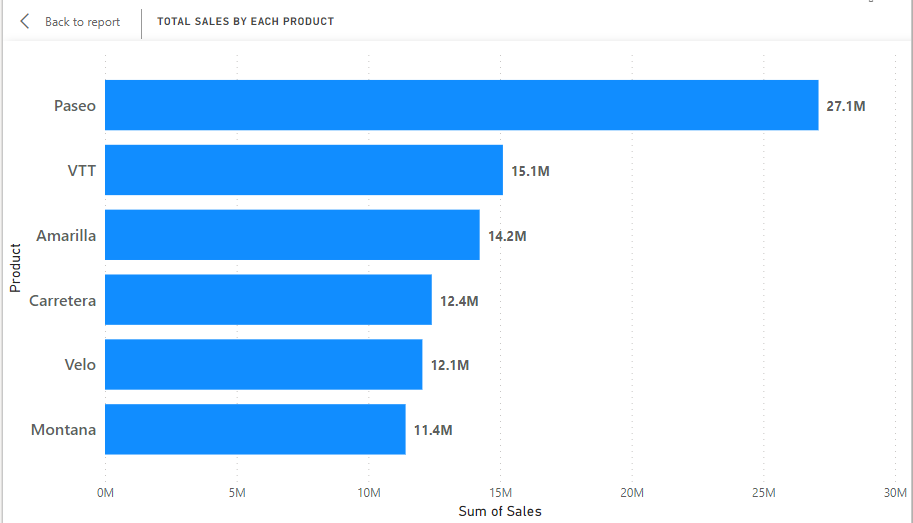 Back to report
TOTAL SALES BY EACH PRODUCT
Product
Paseo 27.1M
VTT 15.1M
Amarilla 14.2M
Carretera 12.4M
Velo 12.1M
Montana 11.4M
0M 5M 10M 15M 20M 25M 30M
Sum of Sales